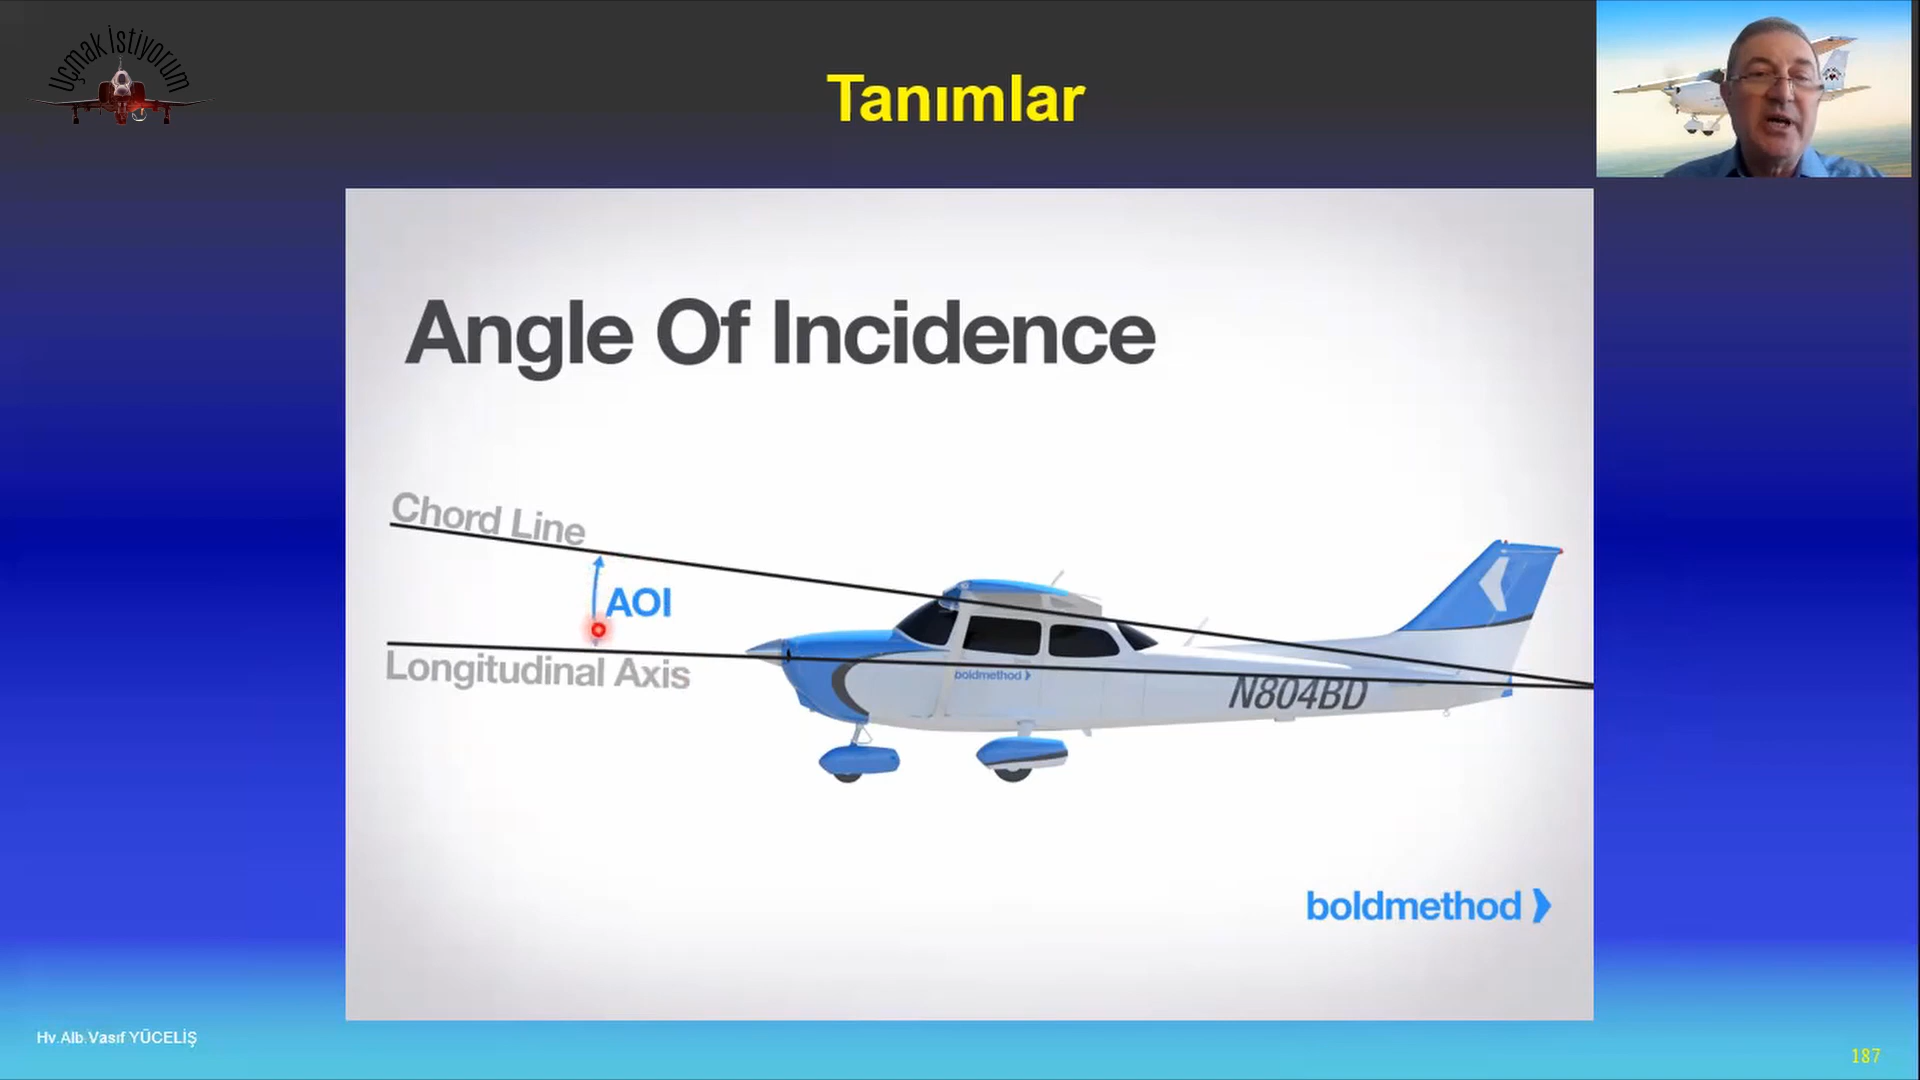 Uçmak İstiyorum
Tanımlar
Angle Of Incidence
Chord Line
AOI
Longitudinal Axis
boldmethod
N804BD
boldmethod
Hv.Alb.Vasıf YÜCELİŞ
187